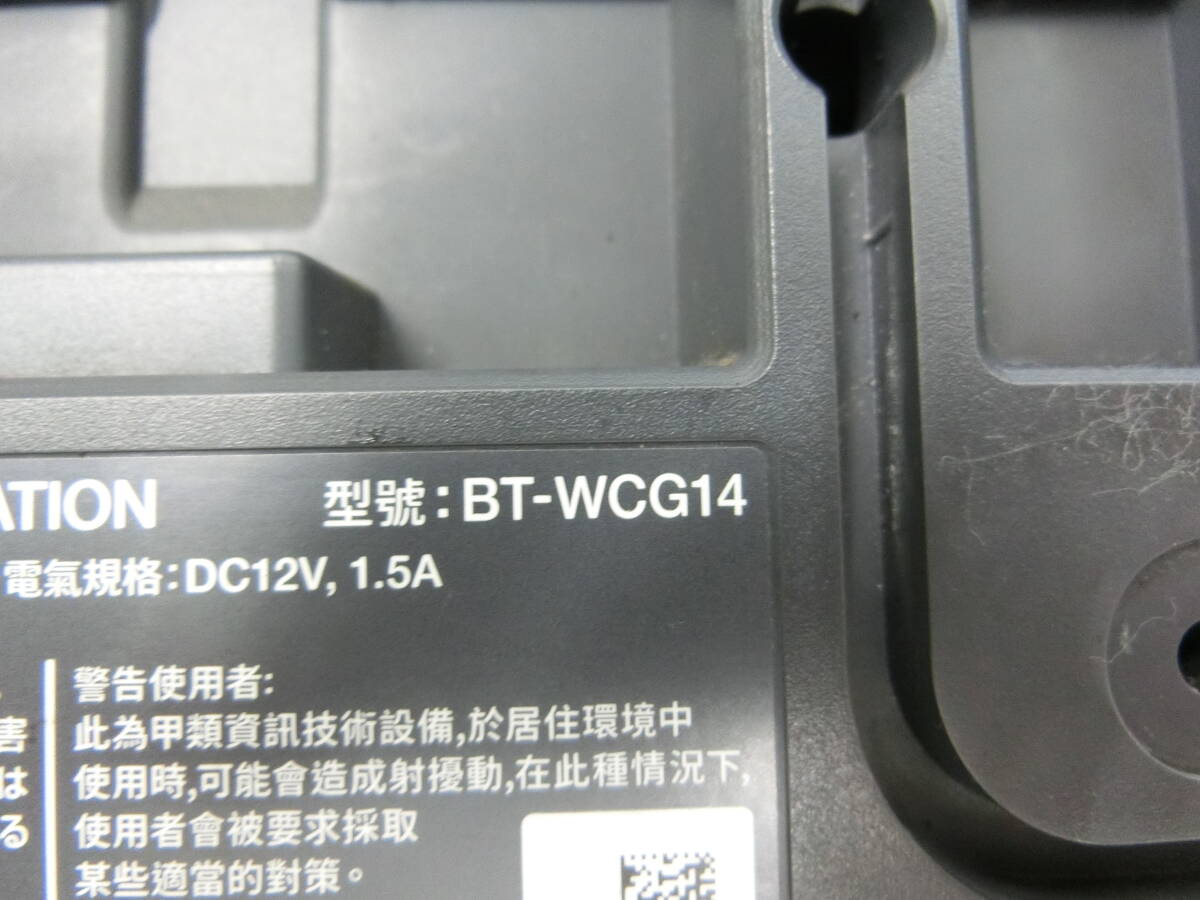 ATION
型號:BT-WCG14
電氣規格:DC12V, 1.5A
害
は
る
警告使用者:
此為甲類資訊技術設備,於居住環境中
使用時,可能會造成射擾動,在此種情況下,
使用者會被要求採取
某些適當的對策。